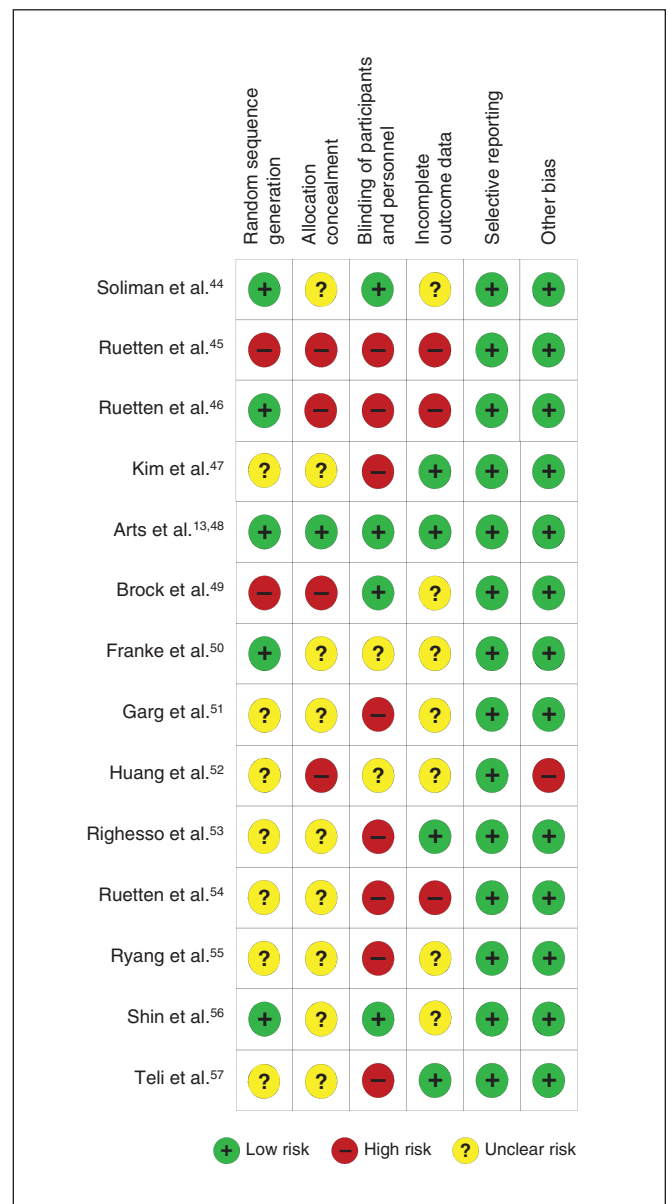 Random sequence
generation
Allocation
concealment
Blinding of participants
and personnel
Incomplete
outcome data
Selective reporting
Other bias
Soliman et al.⁴⁴ + ? + ? + +
Ruetten et al.⁴⁵ − − − − + +
Ruetten et al.⁴⁶ + − − − + +
Kim et al.⁴⁷ ? ? − + + +
Arts et al.¹³,⁴⁸ + + + + + +
Brock et al.⁴⁹ − − + ? + +
Franke et al.⁵⁰ + ? ? ? + +
Garg et al.⁵¹ ? ? − ? + +
Huang et al.⁵² ? − ? ? + −
Righesso et al.⁵³ ? ? − + + +
Ruetten et al.⁵⁴ ? ? − − + +
Ryang et al.⁵⁵ ? ? − ? + +
Shin et al.⁵⁶ + ? + ? + +
Teli et al.⁵⁷ ? ? − + + +
+ Low risk − High risk ? Unclear risk